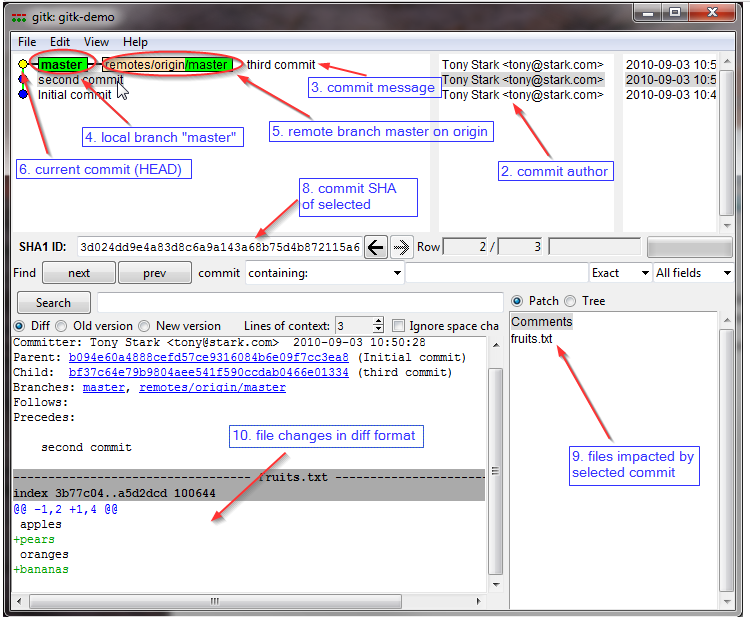 gitk: gitk-demo
File Edit View Help
master remotes/origin/master third commit
second commit
Initial commit
Tony Stark <tony@stark.com>
Tony Stark <tony@stark.com>
Tony Stark <tony@stark.com>
2010-09-03 10:5
2010-09-03 10:5
2010-09-03 10:4
3. commit message
4. local branch "master"
5. remote branch master on origin
6. current commit (HEAD)
2. commit author
8. commit SHA
of selected
SHA1 ID: 3d024dd9e4a83d8c6a9a143a68b75d4b872115a6 Row 2 / 3
Find next prev commit containing: Exact All fields
Search
Patch Tree
Diff Old version New version Lines of context: 3 Ignore space cha
Comments
fruits.txt
Committer: Tony Stark <tony@stark.com> 2010-09-03 10:50:28
Parent: b094e60a4888cefd57ce9316084b6e09f7cc3ea8 (Initial commit)
Child: bf37c64e79b9804aee541f590ccdab0466e01334 (third commit)
Branches: master, remotes/origin/master
Follows:
Precedes:
second commit
10. file changes in diff format
9. files impacted by
selected commit
------------------------------------ fruits.txt ----------------------
index 3b77c04..a5d2dcd 100644
@@ -1,2 +1,4 @@
apples
+pears
oranges
+bananas